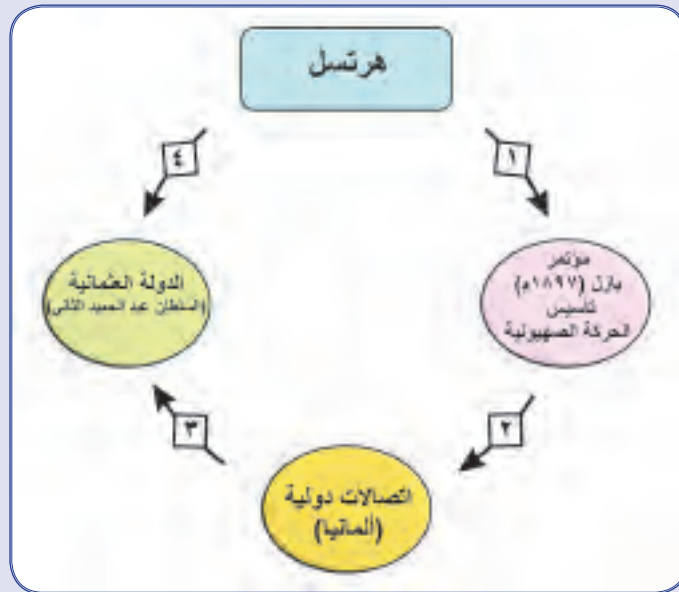 هرتسل
١
٤
مؤتمر
بازل (١٨٩٧م)
تأسيس
الحركة الصهيونية
الدولة العثمانية
(السلطان عبد الحميد الثاني)
٢
٣
اتصالات دولية
(ألمانيا)